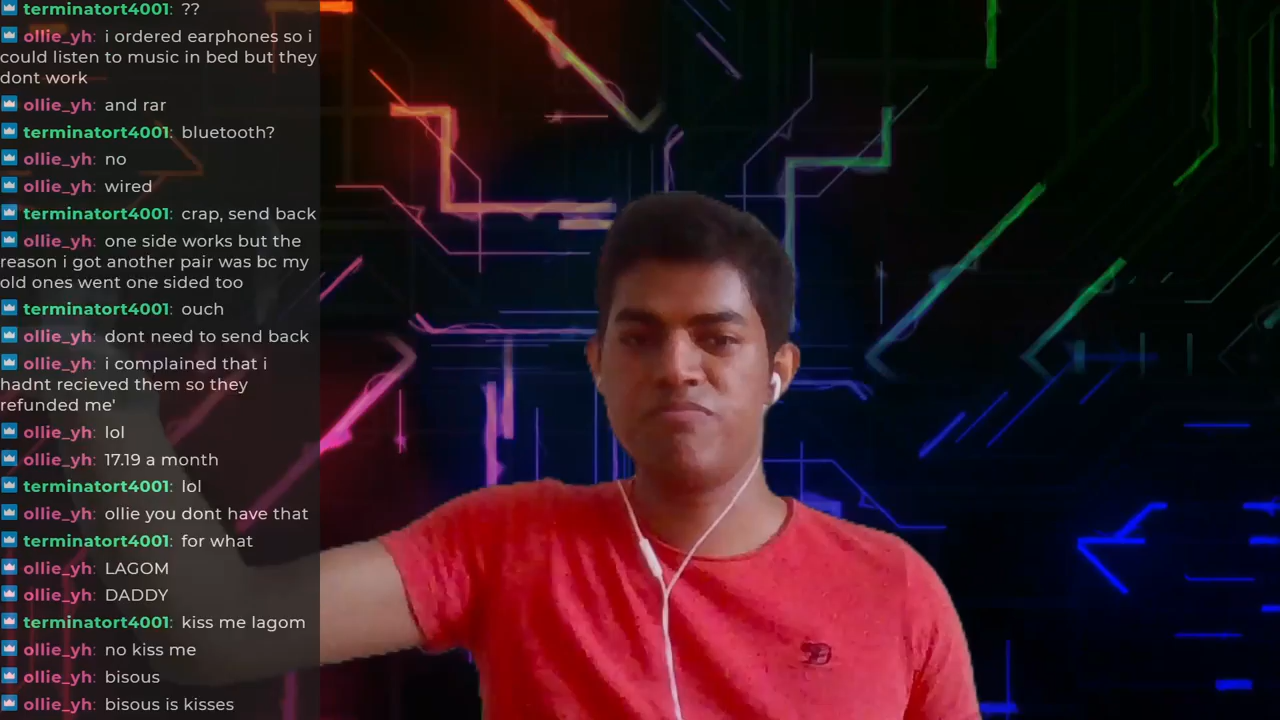 terminatort4001: ??
ollie_yh: i ordered earphones so i
could listen to music in bed but they
dont work
ollie_yh: and rar
terminatort4001: bluetooth?
ollie_yh: no
ollie_yh: wired
terminatort4001: crap, send back
ollie_yh: one side works but the
reason i got another pair was bc my
old ones went one sided too
terminatort4001: ouch
ollie_yh: dont need to send back
ollie_yh: i complained that i
hadnt recieved them so they
refunded me'
ollie_yh: lol
ollie_yh: 17.19 a month
terminatort4001: lol
ollie_yh: ollie you dont have that
terminatort4001: for what
ollie_yh: LAGOM
ollie_yh: DADDY
terminatort4001: kiss me lagom
ollie_yh: no kiss me
ollie_yh: bisous
ollie_yh: bisous is kisses